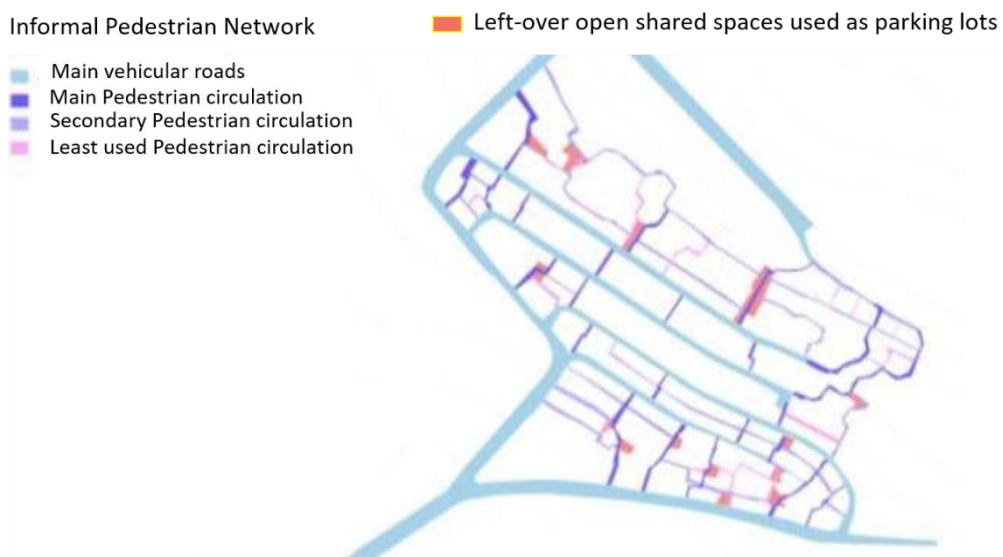 Informal Pedestrian Network
Left-over open shared spaces used as parking lots
Main vehicular roads
Main Pedestrian circulation
Secondary Pedestrian circulation
Least used Pedestrian circulation